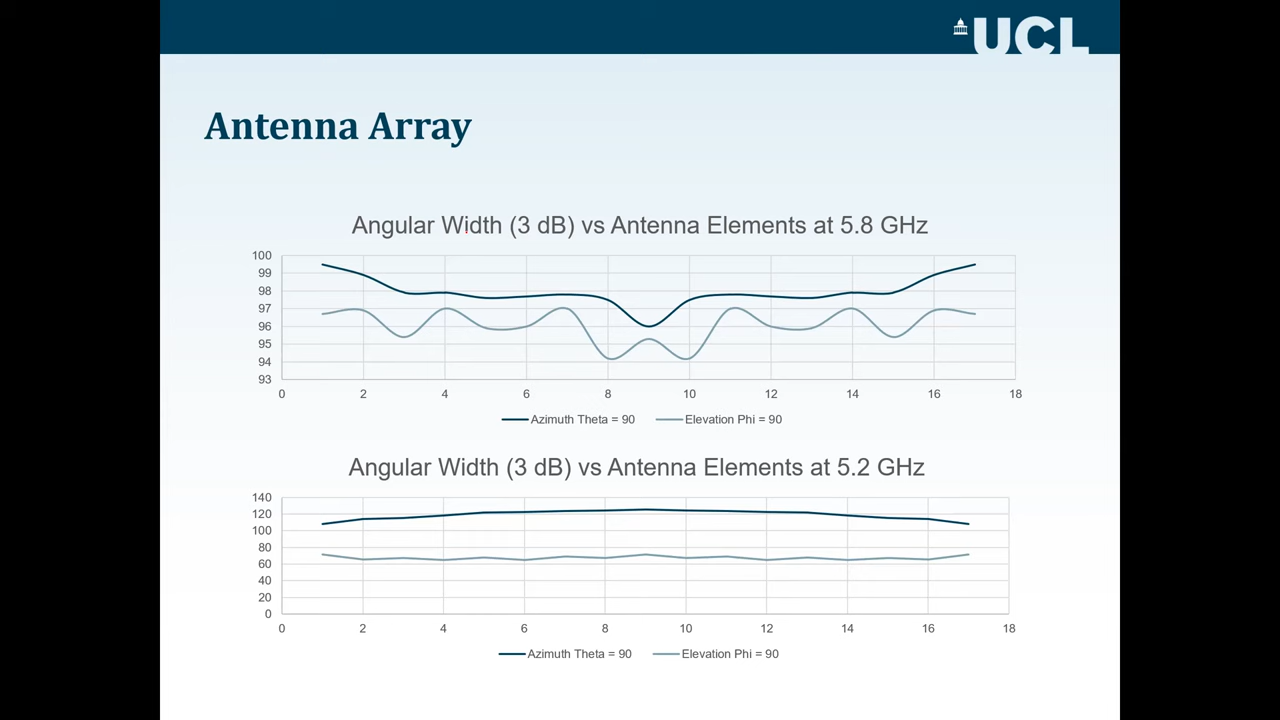 UCL
Antenna Array
Angular Width (3 dB) vs Antenna Elements at 5.8 GHz
100
99
98
97
96
95
94
93
0 2 4 6 8 10 12 14 16 18
Azimuth Theta = 90 Elevation Phi = 90
Angular Width (3 dB) vs Antenna Elements at 5.2 GHz
140
120
100
80
60
40
20
0
0 2 4 6 8 10 12 14 16 18
Azimuth Theta = 90 Elevation Phi = 90